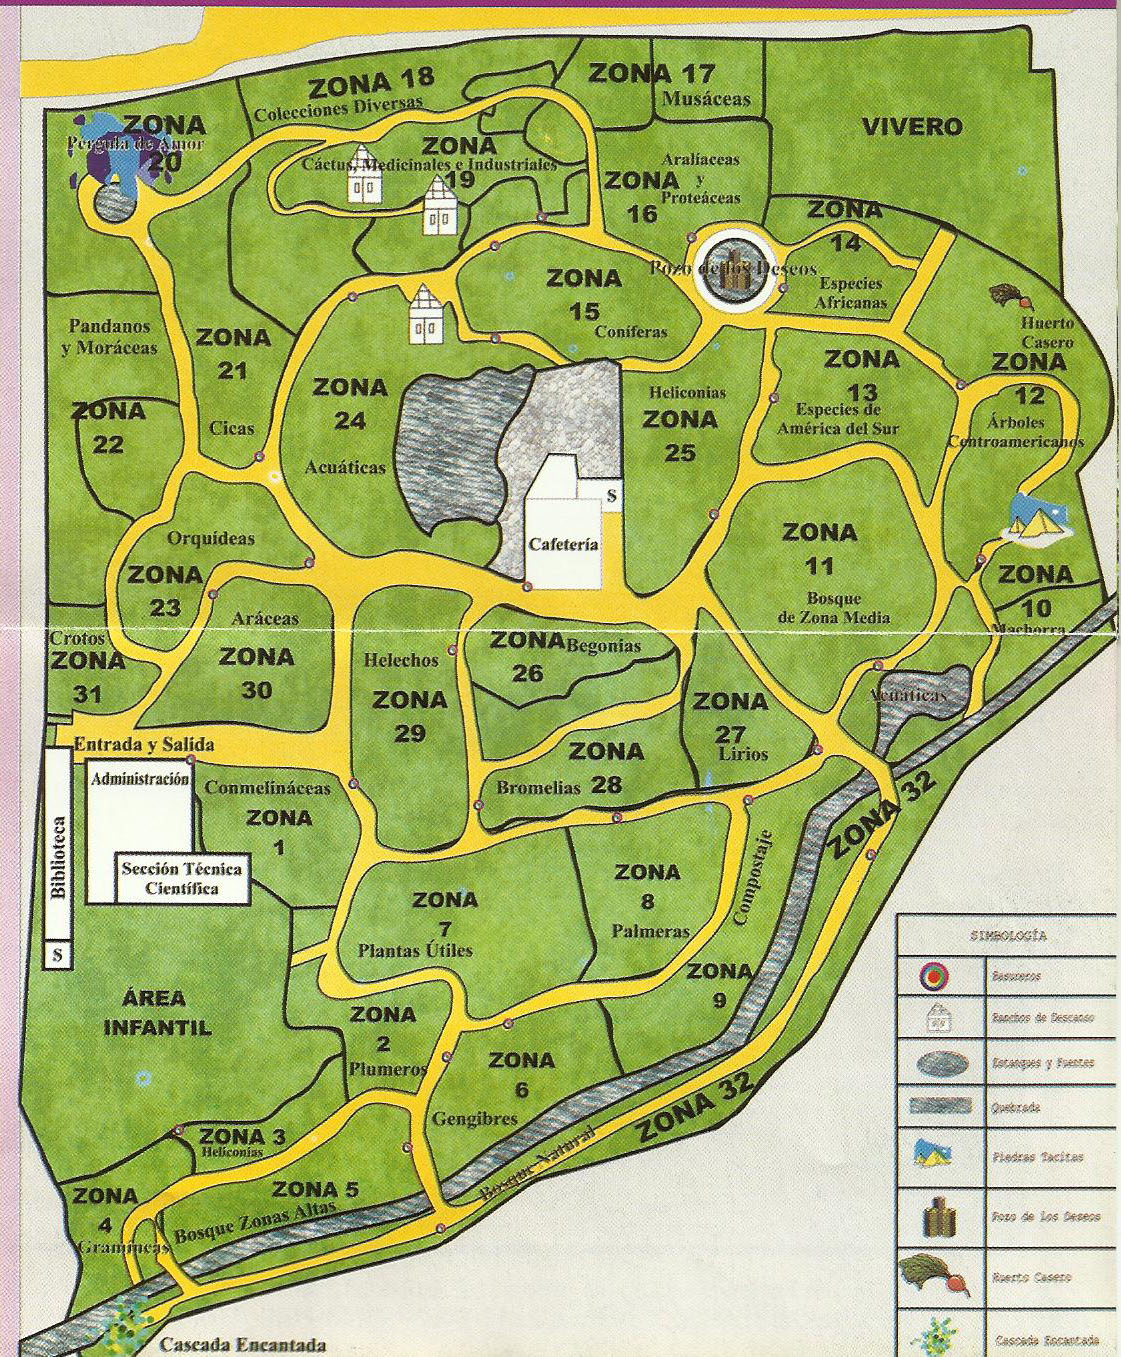 ZONA 18
Colecciones Diversas
ZONA 17
Musáceas
VIVERO
ZONA
20
Pérgola de Amor
ZONA
Cáctus, Medicinales e Industriales
19
Araliáceas
y
Proteáceas
ZONA
16
ZONA
14
Especies
Africanas
Pozo de los Deseos
ZONA
15
Coníferas
Huerto
Casero
Pandanos
y Moráceas
ZONA
21
Cicas
ZONA
22
ZONA
24
Acuáticas
Heliconias
ZONA
25
ZONA
13
Especies de
América del Sur
ZONA
12
Árboles
Centroamericanos
S
Cafetería
Orquídeas
ZONA
23
ZONA
11
Bosque
de Zona Media
ZONA
10
Machorra
Crotos
ZONA
31
Aráceas
ZONA
30
Helechos
ZONA
29
ZONA
26
Begonias
Acuáticas
ZONA
27
Lirios
ZONA
28
Bromelias
Entrada y Salida
Administración
Biblioteca
S
Sección Técnica
Científica
Conmelináceas
ZONA
1
ZONA 32
ZONA
7
Plantas Útiles
ZONA
8
Palmeras
Compostaje
ZONA
9
ÁREA
INFANTIL
ZONA
2
Plumeros
ZONA
6
Gengibres
ZONA 32
Bosque Natural
ZONA 3
Heliconias
ZONA
4
Gramíneas
ZONA 5
Bosque Zonas Altas
Cascada Encantada
SIMBOLOGÍA
Basureros
Ranchos de Descanso
Estanques y Fuentes
Quebrada
Piedras Tacitas
Pozo de Los Deseos
Huerto Casero
Cascada Encantada